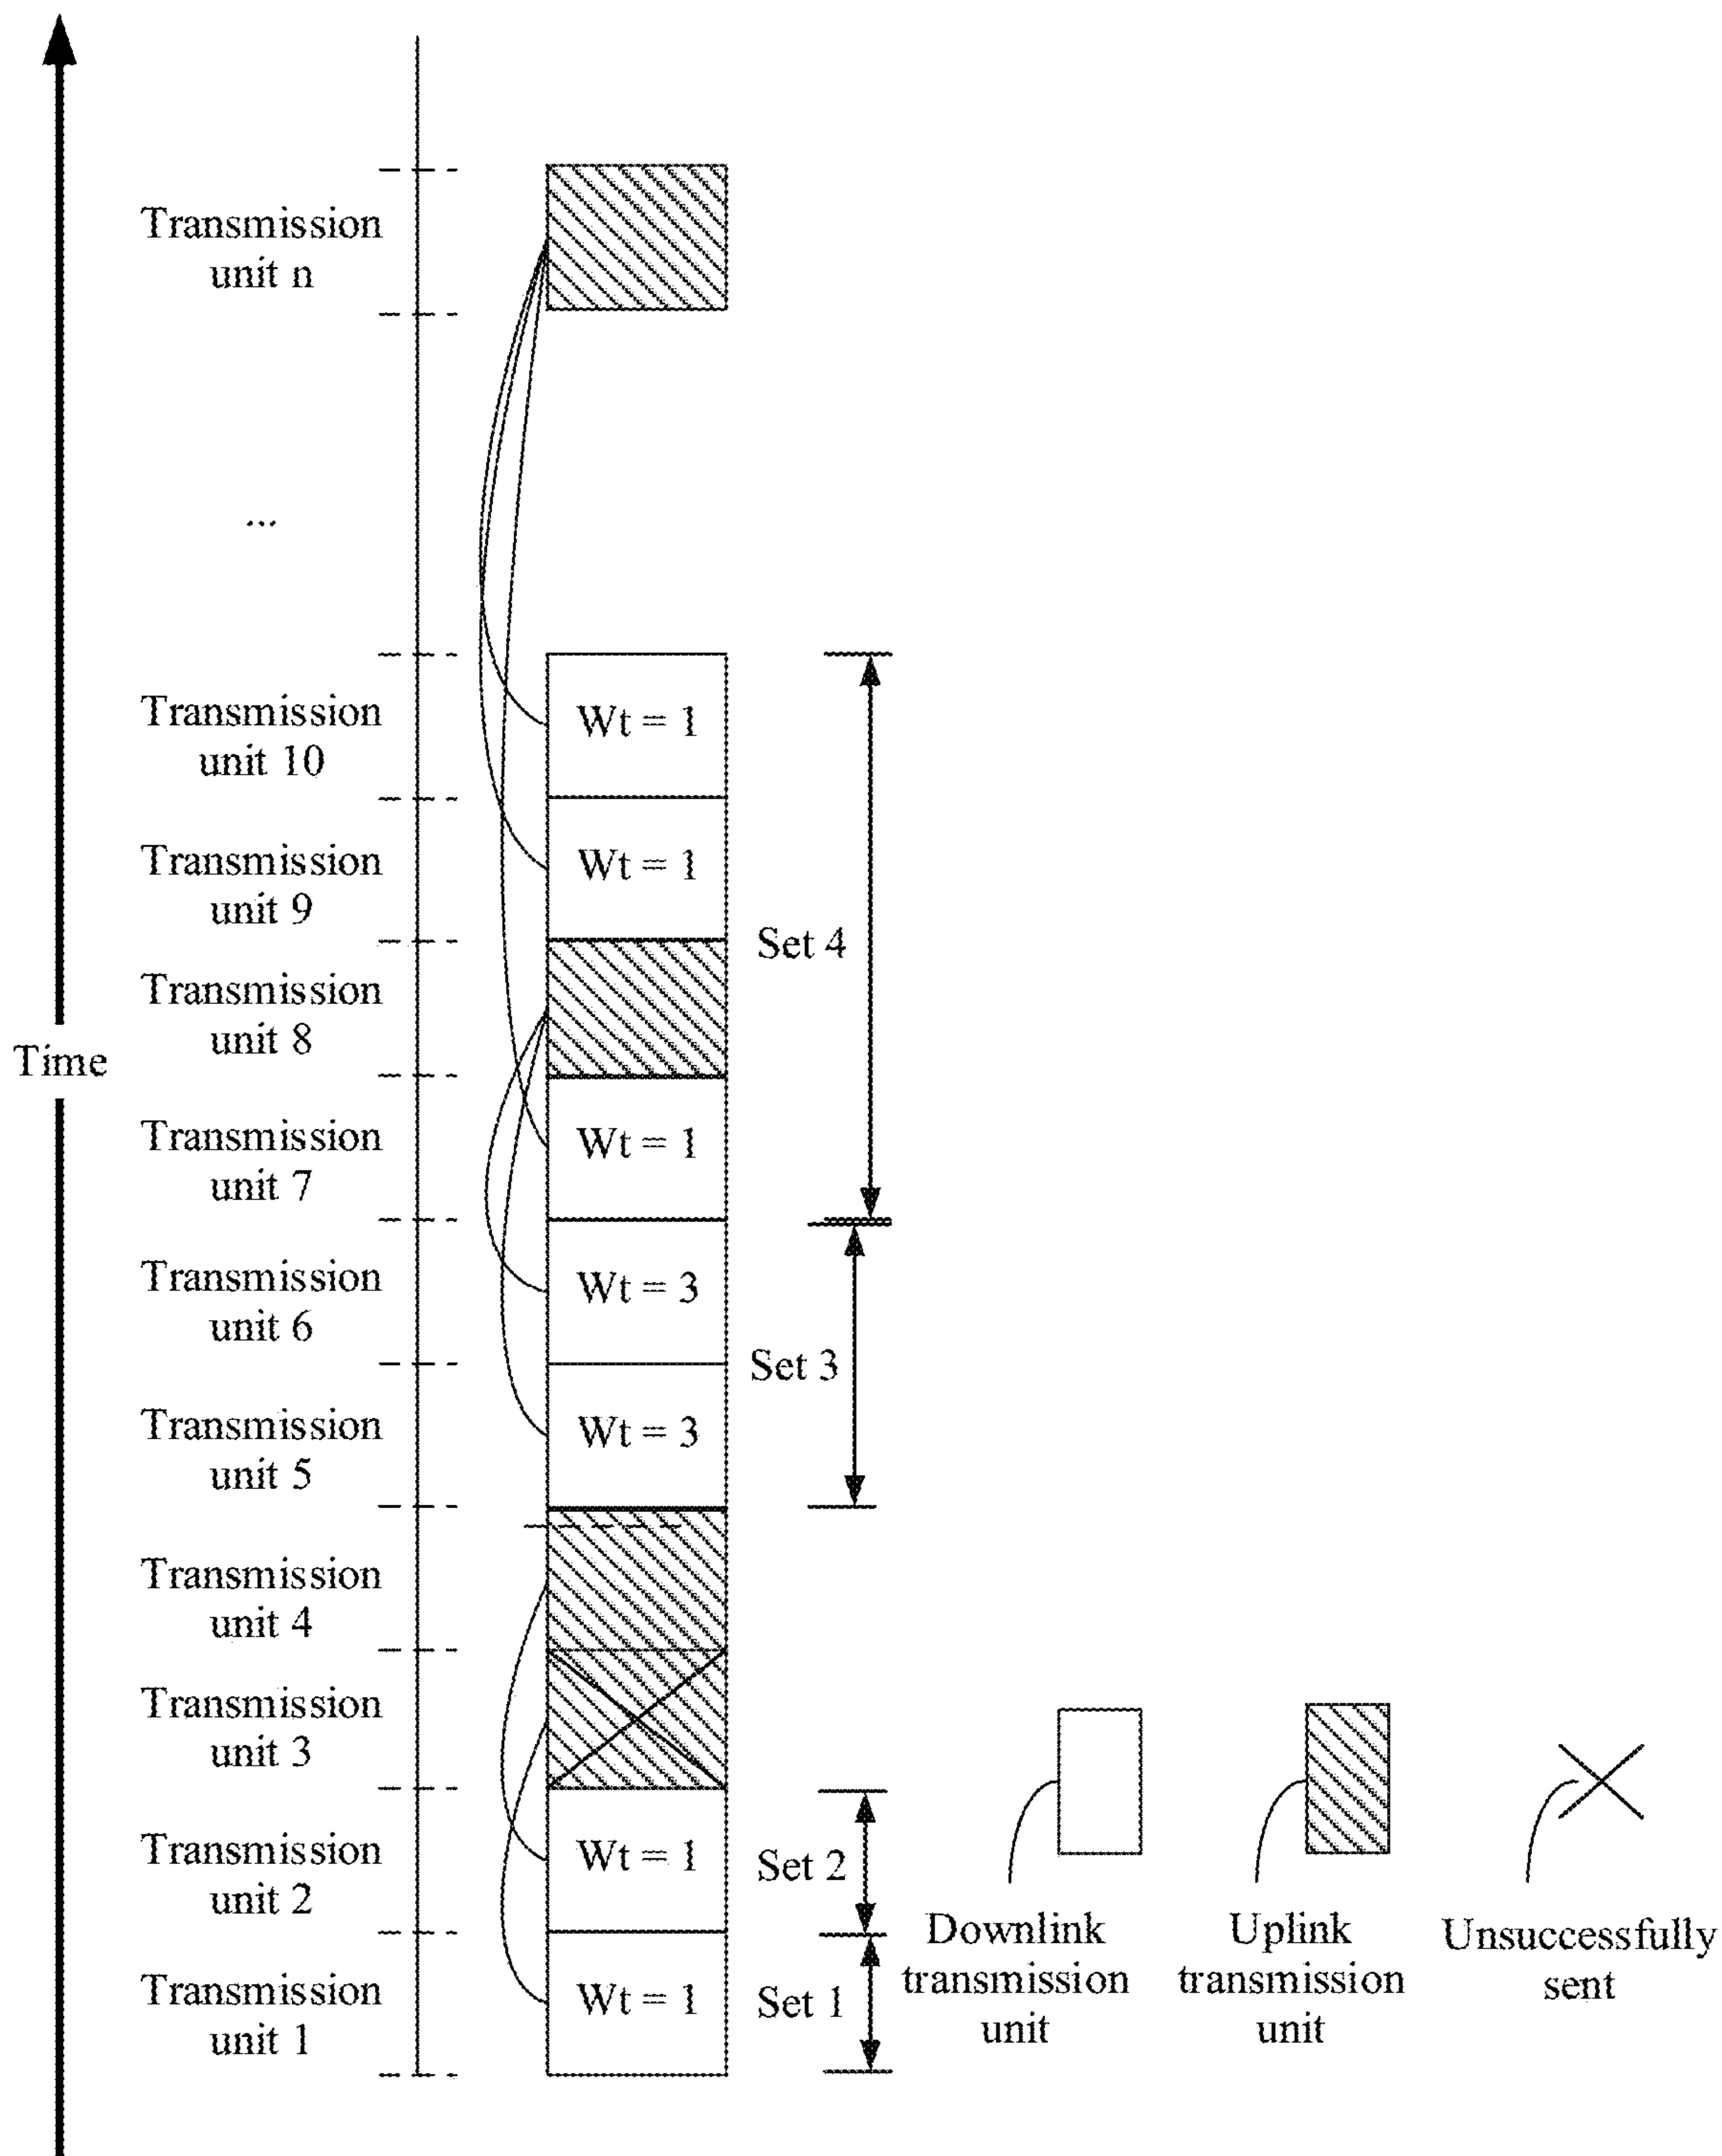 Transmission
unit n
...
Transmission
unit 10
Wt = 1
Transmission
unit 9
Wt = 1
Set 4
Transmission
unit 8
Time
Transmission
unit 7
Wt = 1
Transmission
unit 6
Wt = 3
Set 3
Transmission
unit 5
Wt = 3
Transmission
unit 4
Transmission
unit 3
Transmission
unit 2
Wt = 1
Set 2
Transmission
unit 1
Wt = 1
Set 1
Downlink
transmission
unit
Uplink
transmission
unit
Unsuccessfully
sent